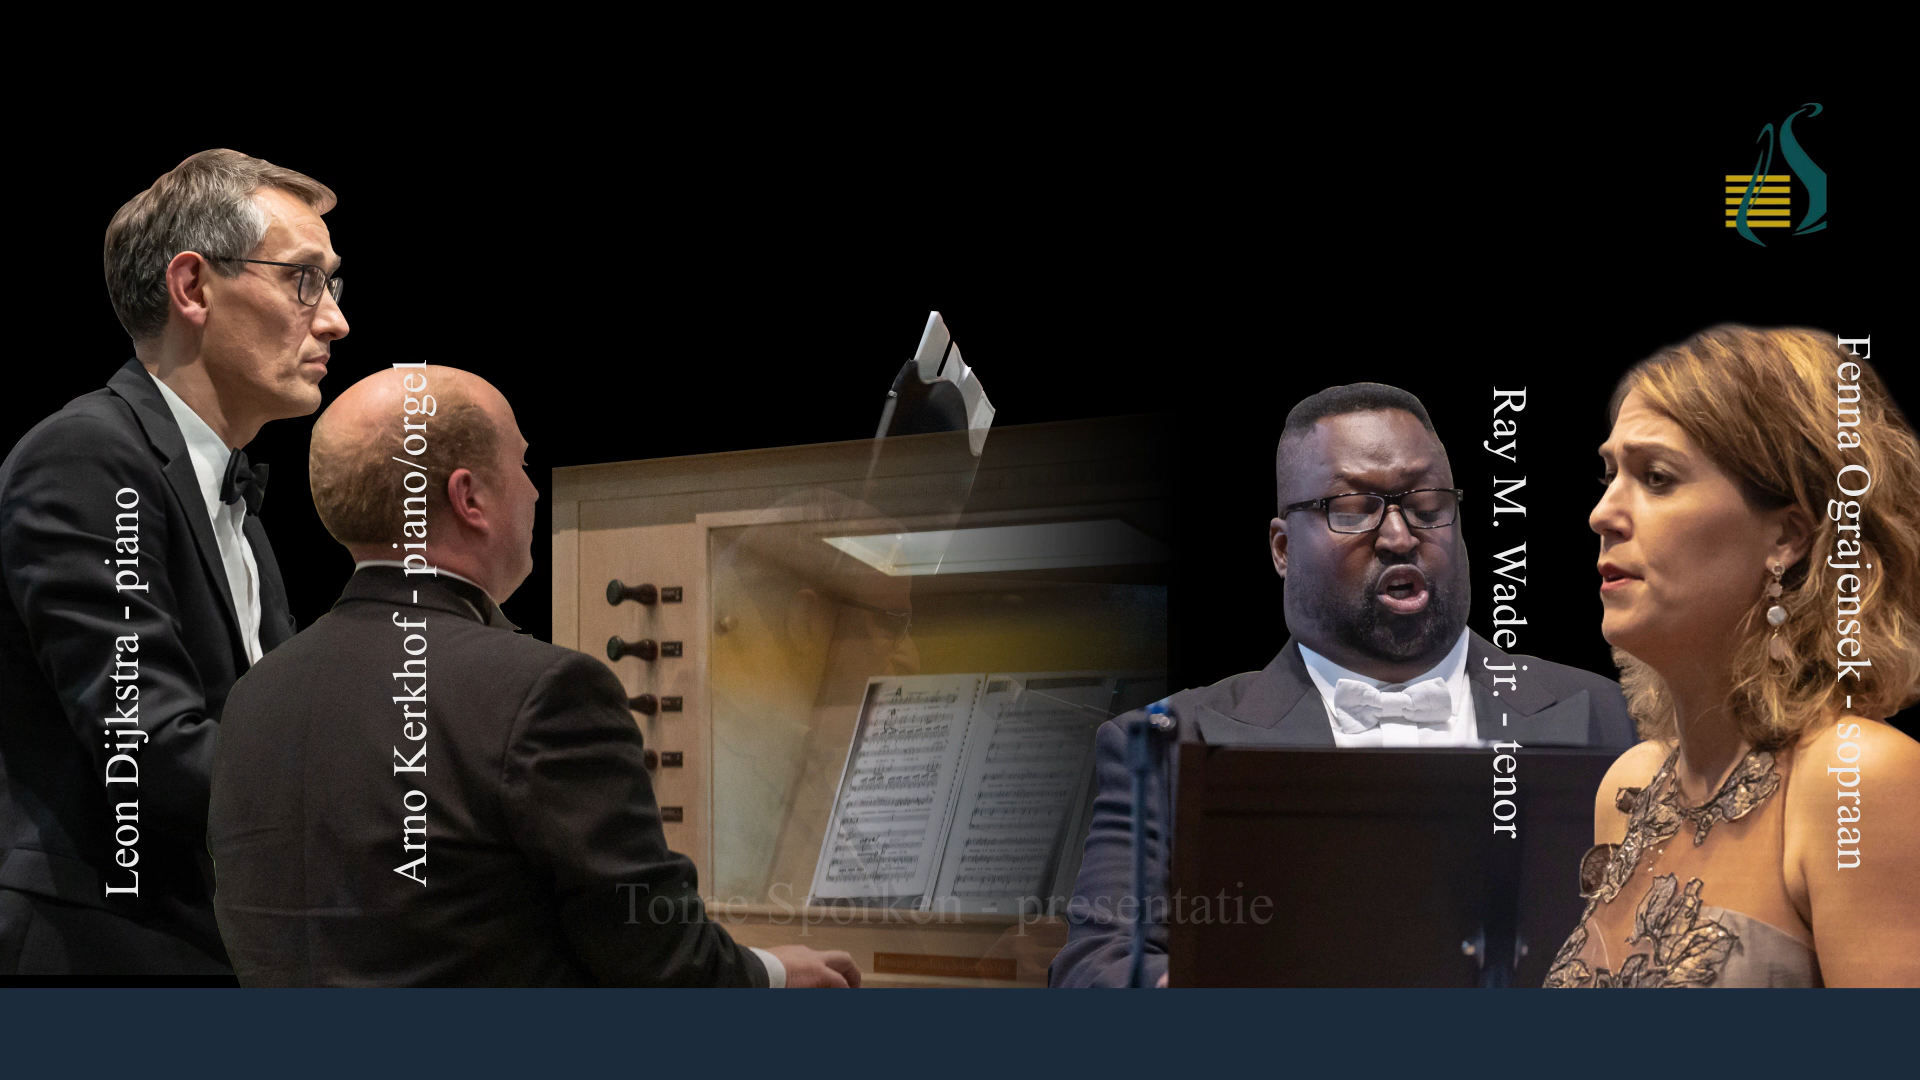 Leon Dijkstra - piano
Arno Kerkhof - piano/orgel
Toine Sporken - presentatie
Ray M. Wade jr. - tenor
Fenna Ograjensek - sopraan